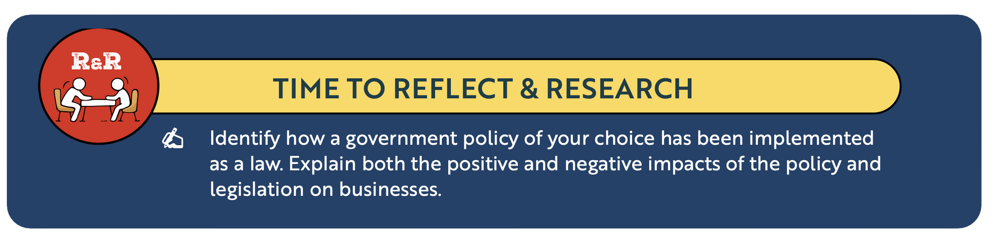 R&R
TIME TO REFLECT & RESEARCH
Identify how a government policy of your choice has been implemented
as a law. Explain both the positive and negative impacts of the policy and
legislation on businesses.